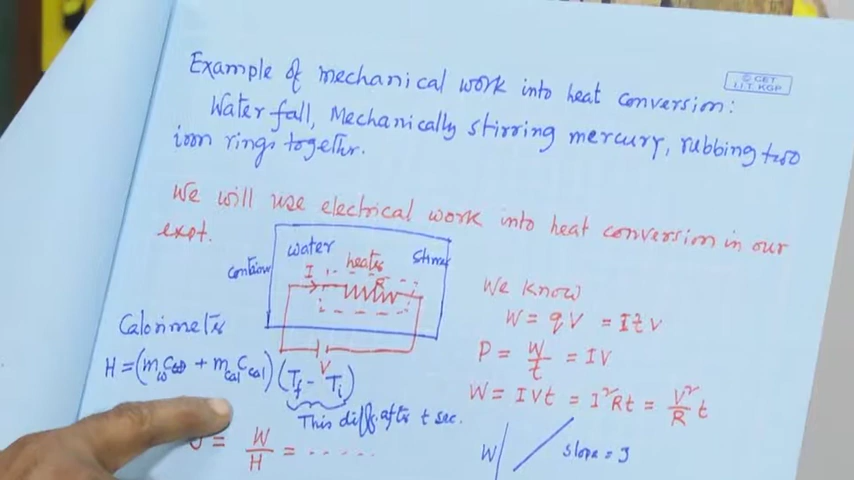 © CET
I.I.T. KGP
Example of mechanical work into heat conversion:
Water fall, Mechanically stirring mercury, rubbing two
iron rings together.
We will use electrical work into heat conversion in our
expt.
water
heater
container
I
R
V
Calorimeter
H = (m_w c_w + m_cal c_cal) (T_f - T_i)
This diff. after t sec.
J = W/H = .....
We know
W = qV = ItV
P = W/t = IV
W = IVt = I²Rt = V²/R t
W
Slope = J